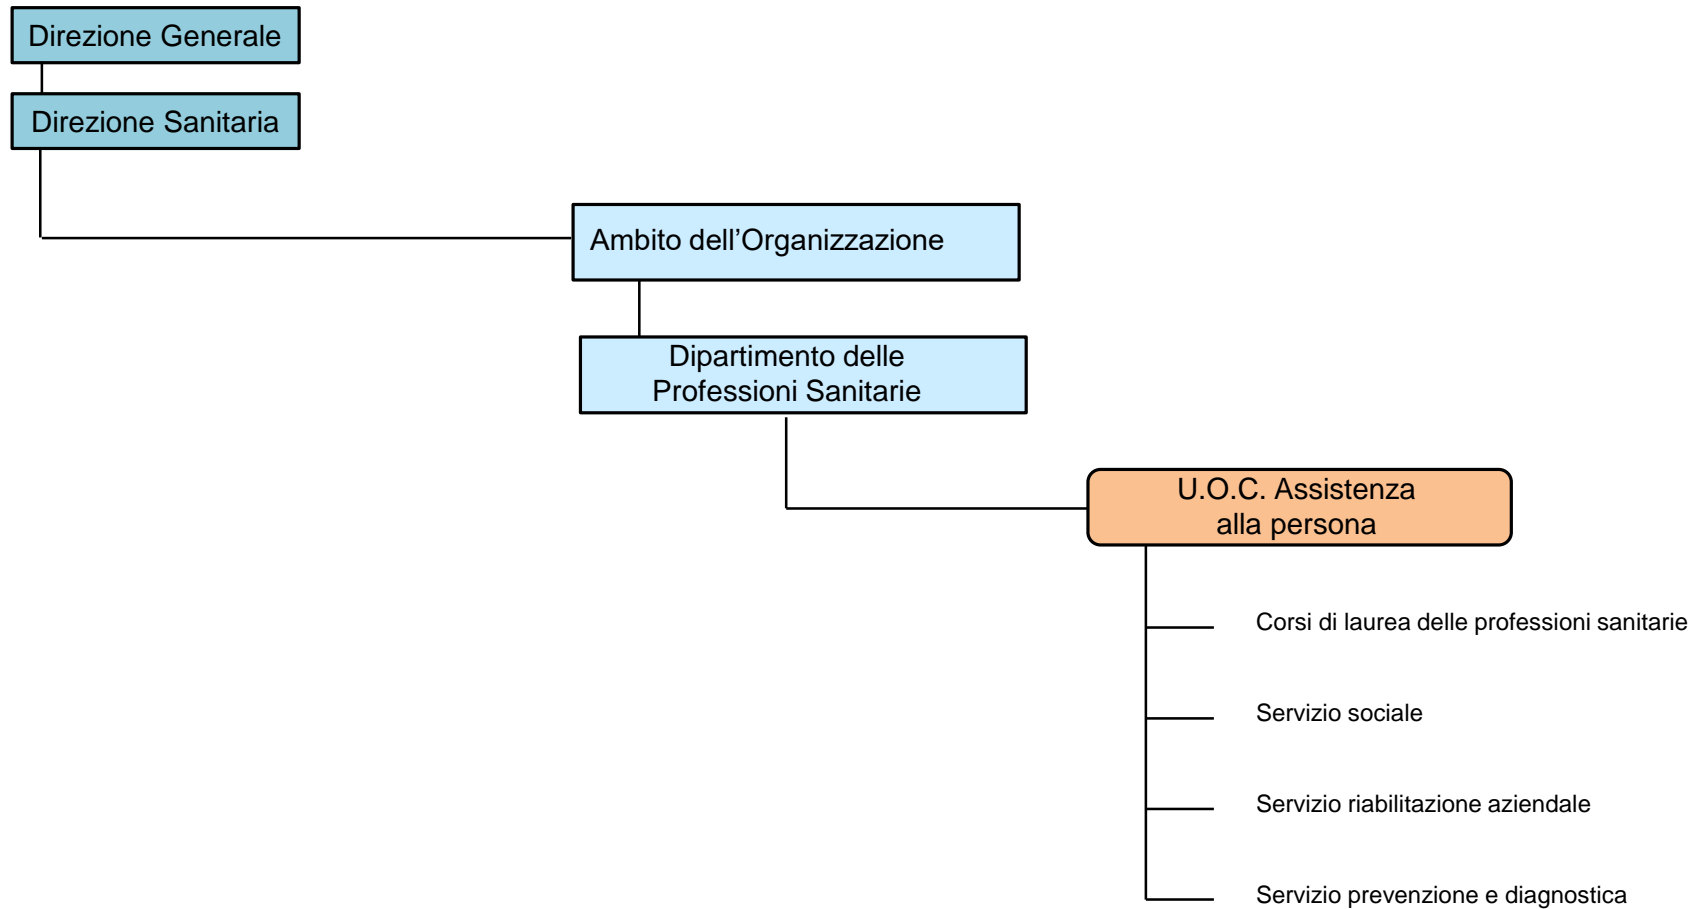 Direzione Generale
Direzione Sanitaria
Ambito dell’Organizzazione
Dipartimento delle
Professioni Sanitarie
U.O.C. Assistenza
alla persona
Corsi di laurea delle professioni sanitarie
Servizio sociale
Servizio riabilitazione aziendale
Servizio prevenzione e diagnostica